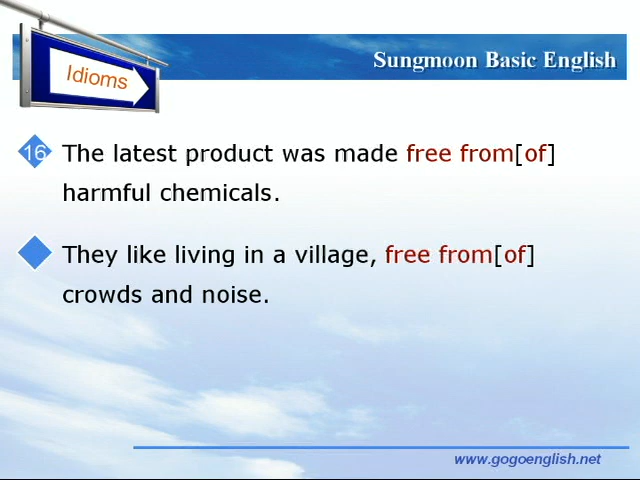 Idioms
Sungmoon Basic English
16 The latest product was made free from[of]
harmful chemicals.
They like living in a village, free from[of]
crowds and noise.
www.gogoenglish.net